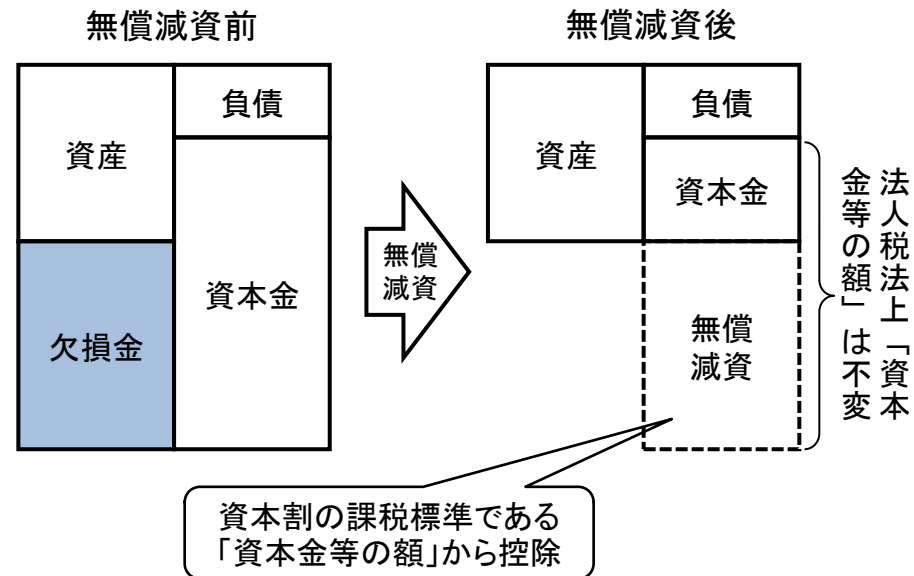 無償減資前
無償減資後
資産
負債
欠損金
資本金
無償
減資
資産
負債
資本金
無償
減資
法人税法上「資本
金等の額」は不変
資本割の課税標準である
「資本金等の額」から控除